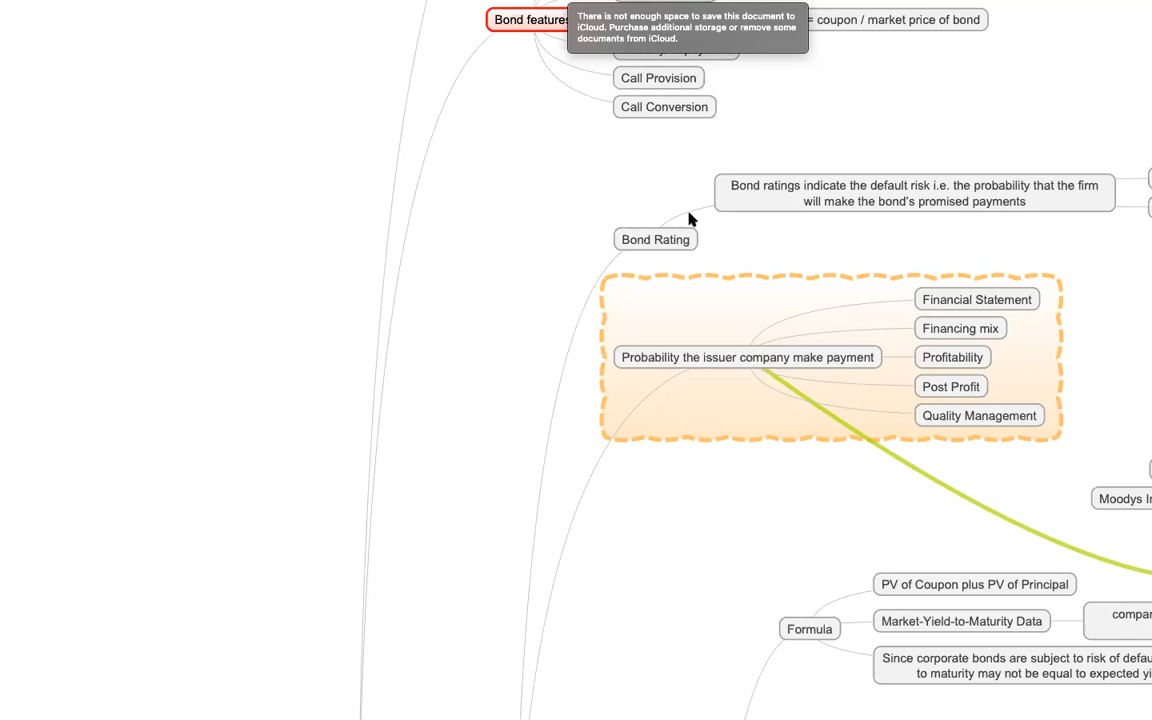 Bond features
There is not enough space to save this document to
iCloud. Purchase additional storage or remove some
documents from iCloud.
= coupon / market price of bond
Call Provision
Call Conversion
Bond ratings indicate the default risk i.e. the probability that the firm
will make the bond's promised payments
Bond Rating
Financial Statement
Financing mix
Probability the issuer company make payment
Profitability
Post Profit
Quality Management
Moodys
PV of Coupon plus PV of Principal
Formula
Market-Yield-to-Maturity Data
Since corporate bonds are subject to risk of
to maturity may not be equal to expected